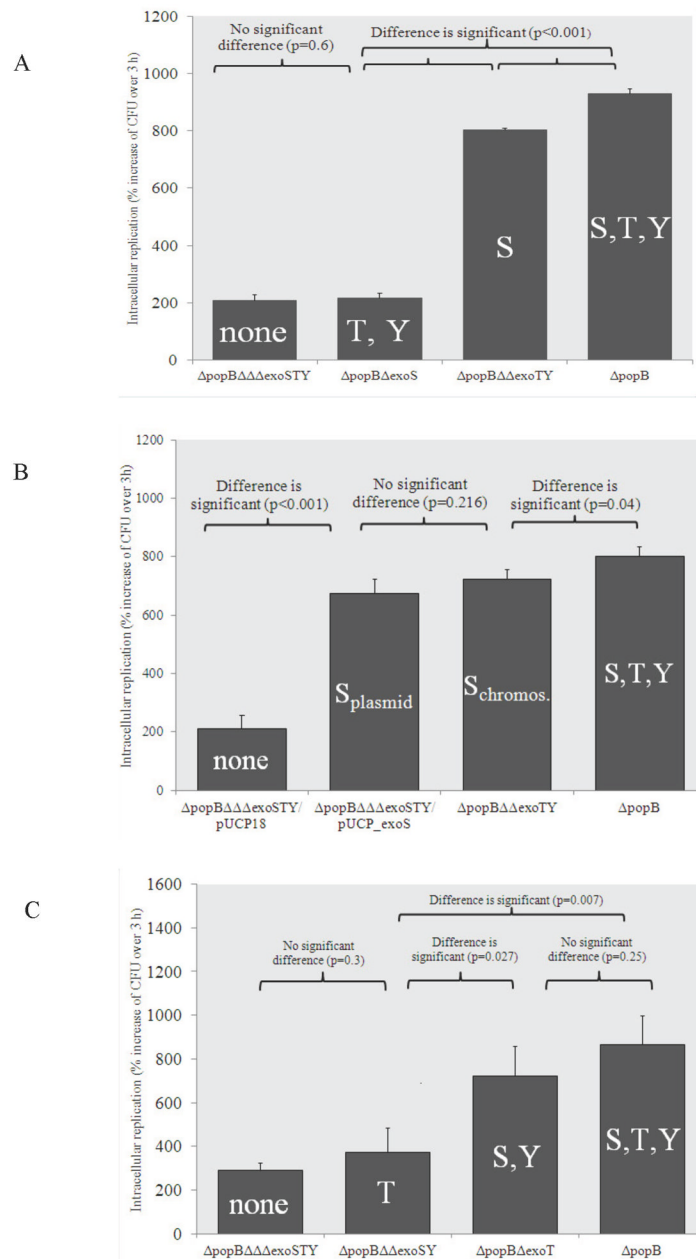 A
Intracellular replication (% increase of CFU over 3 h)
1200
1000
800
600
400
200
0
No significant
difference (p=0.6)
Difference is significant (p<0.001)
none
T, Y
S
S,T,Y
ΔpopBΔΔΔexoSTY
ΔpopBΔexoS
ΔpopBΔΔexoTY
ΔpopB
B
Intracellular replication (% increase of CFU over 3h)
1200
1000
800
600
400
200
0
Difference is
significant (p<0.001)
No significant
difference (p=0.216)
Difference is
significant (p=0.04)
none
Splasmid
Schromos.
S,T,Y
ΔpopBΔΔΔexoSTY/
pUCP18
ΔpopBΔΔΔexoSTY/
pUCP_exoS
ΔpopBΔΔexoTY
ΔpopB
C
Intracellular replication (% increase of CFU over 3 h)
1600
1400
1200
1000
800
600
400
200
0
Difference is significant (p=0.007)
No significant
difference (p=0.3)
Difference is
significant (p=0.027)
No significant
difference (p=0.25)
none
T
S,Y
S,T,Y
ΔpopBΔΔΔexoSTY
ΔpopBΔΔexoSY
ΔpopBΔexoT
ΔpopB